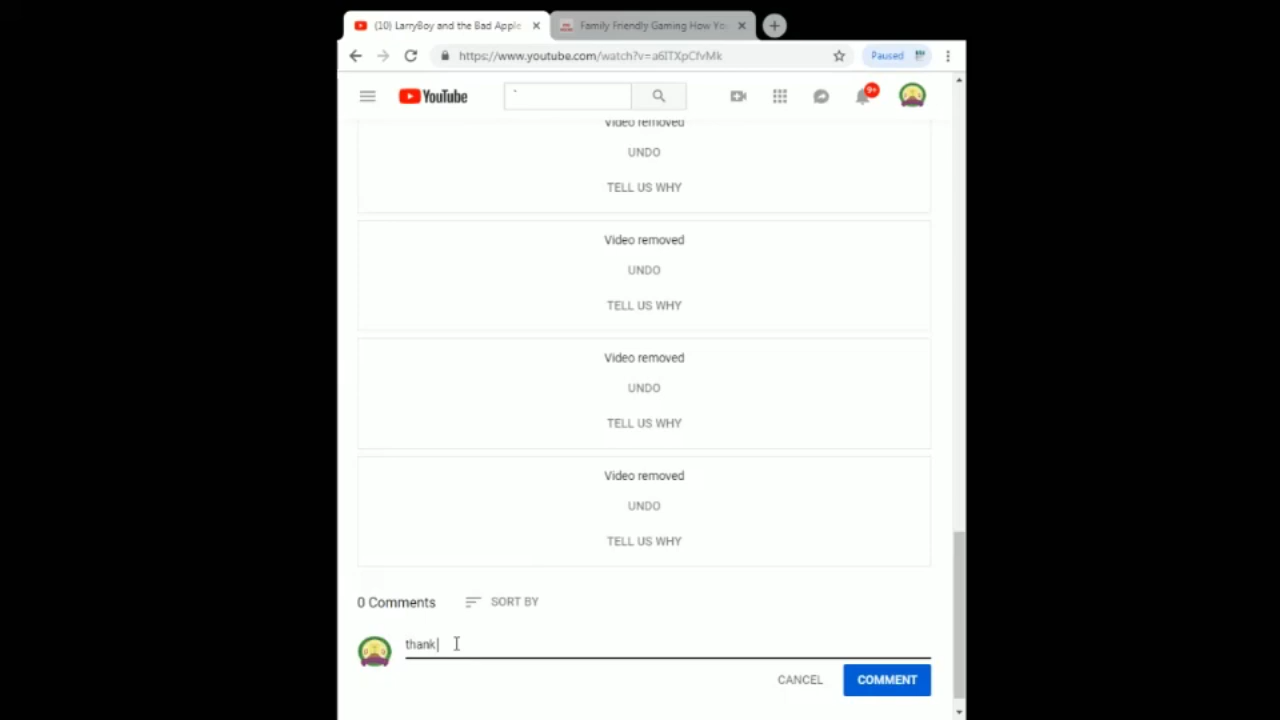 (10) LarryBoy and the Bad Apple
Family Friendly Gaming How Yo
https://www.youtube.com/watch?v=a6ITXpCfvMk
Paused
YouTube
`
9+
Video removed
UNDO
TELL US WHY
Video removed
UNDO
TELL US WHY
Video removed
UNDO
TELL US WHY
Video removed
UNDO
TELL US WHY
0 Comments
SORT BY
thank
CANCEL
COMMENT